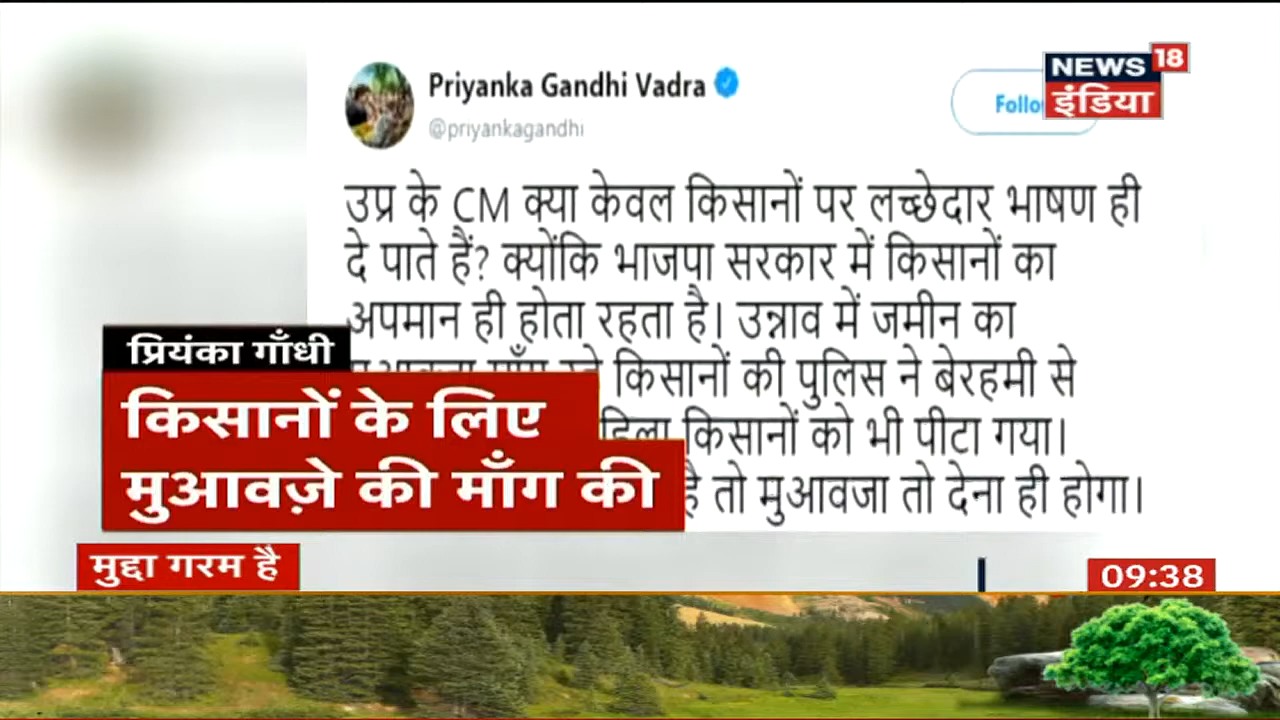 Priyanka Gandhi Vadra
@priyankagandhi
NEWS 18
इंडिया
उप्र के CM क्या केवल किसानों पर लच्छेदार भाषण ही
दे पाते हैं? क्योंकि भाजपा सरकार में किसानों का
अपमान ही होता रहता है। उन्नाव में जमीन का
किसानों की पुलिस ने बेरहमी से
किसानों को भी पीटा गया।
है तो मुआवजा तो देना ही होगा।
प्रियंका गाँधी
किसानों के लिए
मुआवज़े की माँग की
मुद्दा गरम है
09:38